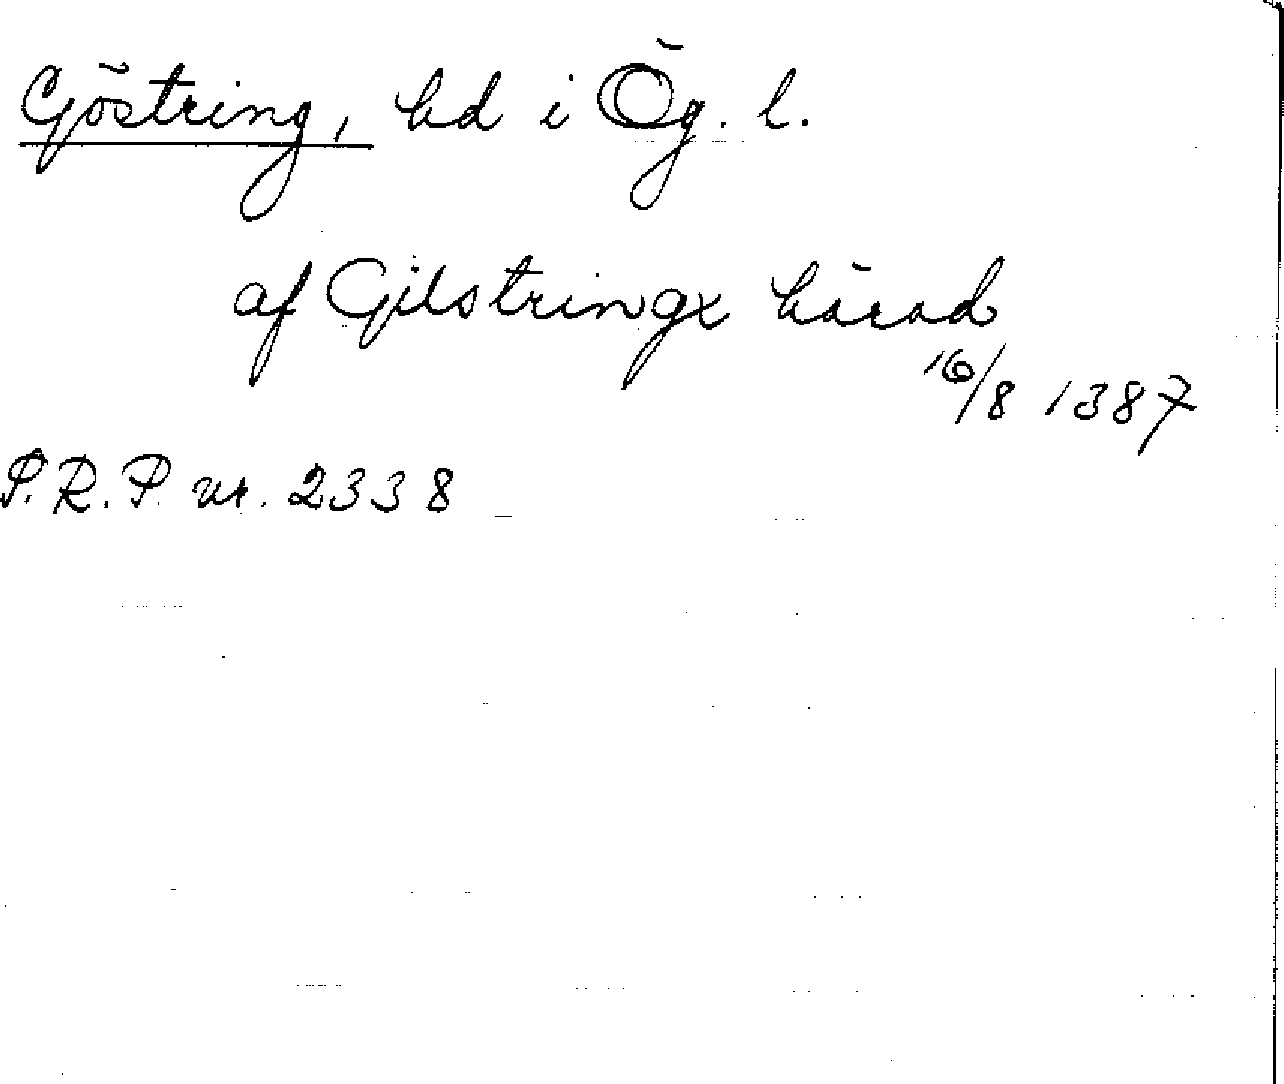 Göstring, hd i Ög. l.
af Gilstringx härad
16/8 1387
S.R.P. nr. 2338